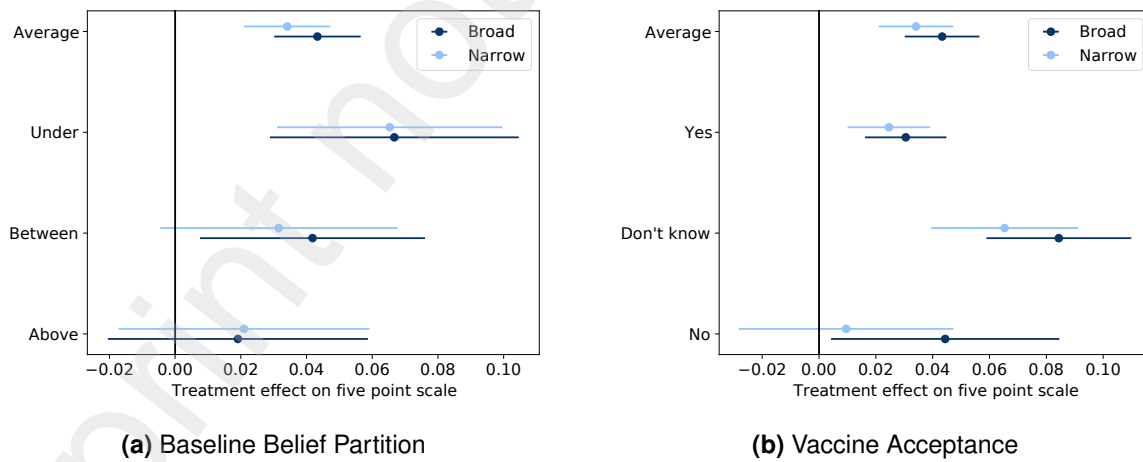 Average
Under
Between
Above
Broad
Narrow
−0.02 0.00 0.02 0.04 0.06 0.08 0.10
Treatment effect on five point scale
(a) Baseline Belief Partition
Average
Yes
Don't know
No
Broad
Narrow
−0.02 0.00 0.02 0.04 0.06 0.08 0.10
Treatment effect on five point scale
(b) Vaccine Acceptance
print no